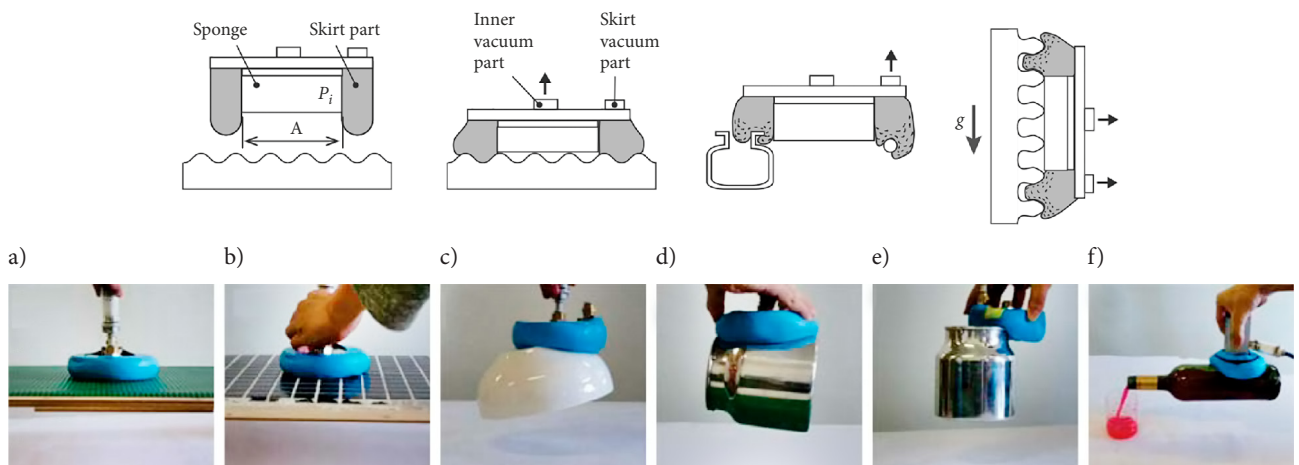 Sponge
Skirt part
P_i
A
Inner
vacuum
part
Skirt
vacuum
part
g
a)
b)
c)
d)
e)
f)